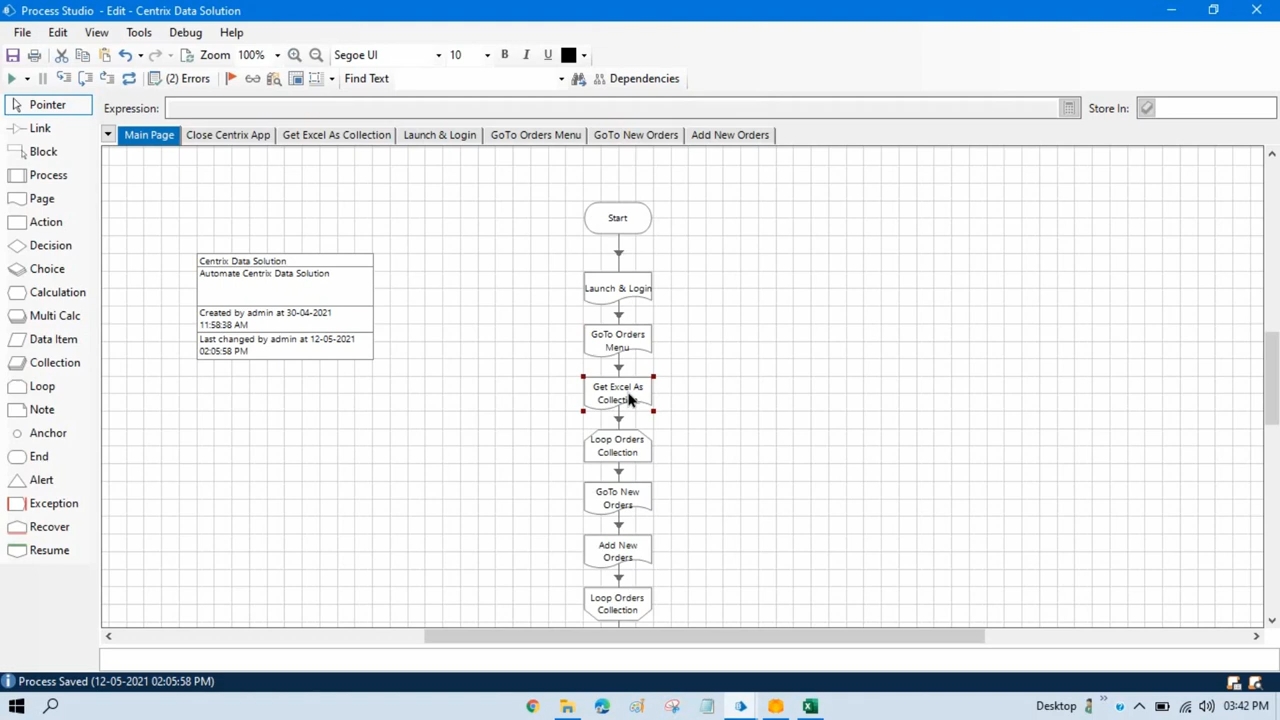 Process Studio - Edit - Centrix Data Solution
File Edit View Tools Debug Help
Zoom 100% Segoe UI 10 B I U
(2) Errors Find Text Dependencies
Pointer Expression: Store In:
Link Main Page Close Centrix App Get Excel As Collection Launch & Login GoTo Orders Menu GoTo New Orders Add New Orders
Block
Process
Page
Action
Decision
Choice
Calculation
Multi Calc
Data Item
Collection
Loop
Note
Anchor
End
Alert
Exception
Recover
Resume
Centrix Data Solution
Automate Centrix Data Solution
Created by admin at 30-04-2021
11:58:38 AM
Last changed by admin at 12-05-2021
02:05:58 PM
Start
Launch & Login
GoTo Orders
Menu
Get Excel As
Collection
Loop Orders
Collection
GoTo New
Orders
Add New
Orders
Loop Orders
Collection
Process Saved (12-05-2021 02:05:58 PM)
Desktop 03:42 PM